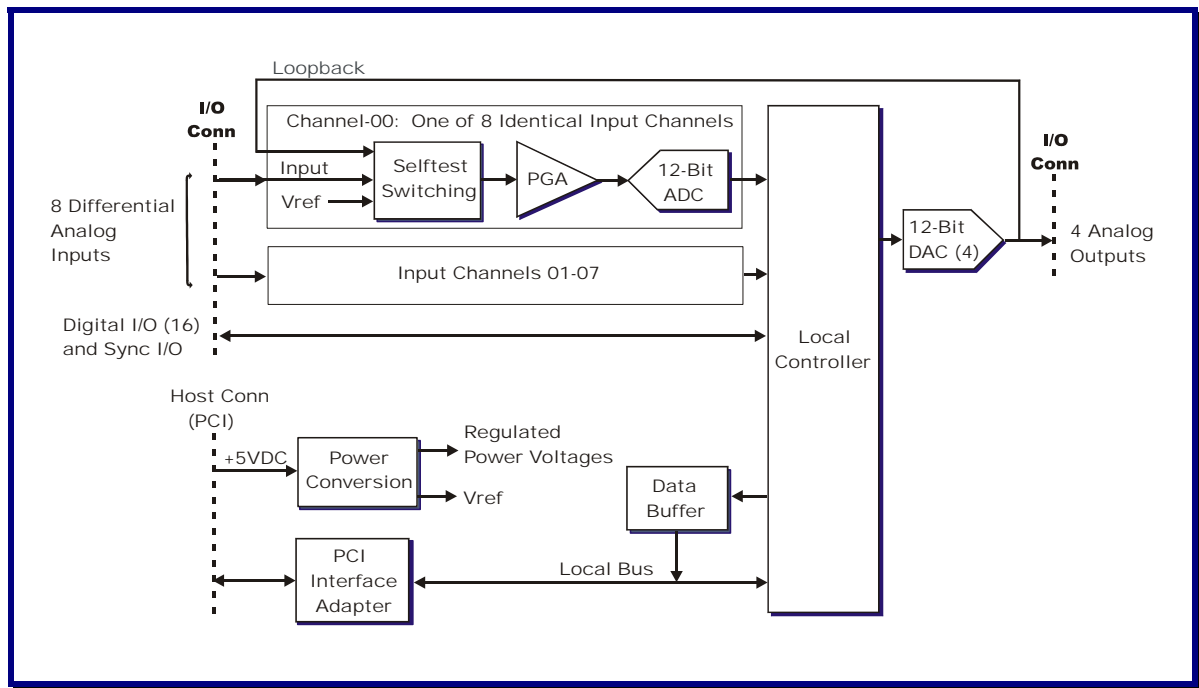 Loopback
I/O
Conn
Channel-00: One of 8 Identical Input Channels
Input
Vref
Selftest
Switching
PGA
12-Bit
ADC
I/O
Conn
8 Differential
Analog
Inputs
12-Bit
DAC (4)
4 Analog
Outputs
Input Channels 01-07
Digital I/O (16)
and Sync I/O
Local
Controller
Host Conn
(PCI)
+5VDC
Power
Conversion
Regulated
Power Voltages
Vref
Data
Buffer
PCI
Interface
Adapter
Local Bus